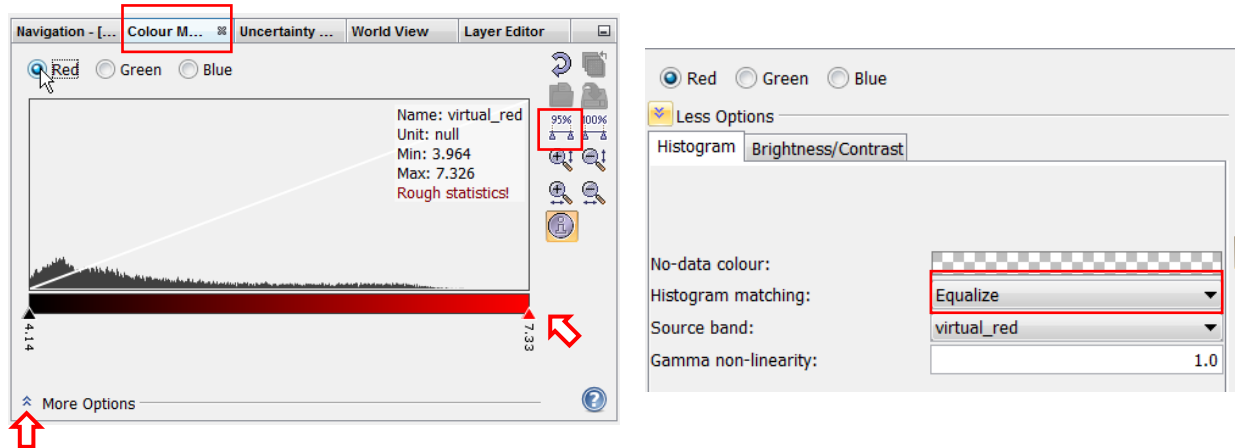 Navigation - [... Colour M... Uncertainty ... World View Layer Editor
Red Green Blue
Name: virtual_red
Unit: null
Min: 3.964
Max: 7.326
Rough statistics!
95% 100%
4.14 7.33
More Options
Red Green Blue
Less Options
Histogram Brightness/Contrast
No-data colour:
Histogram matching: Equalize
Source band: virtual_red
Gamma non-linearity: 1.0